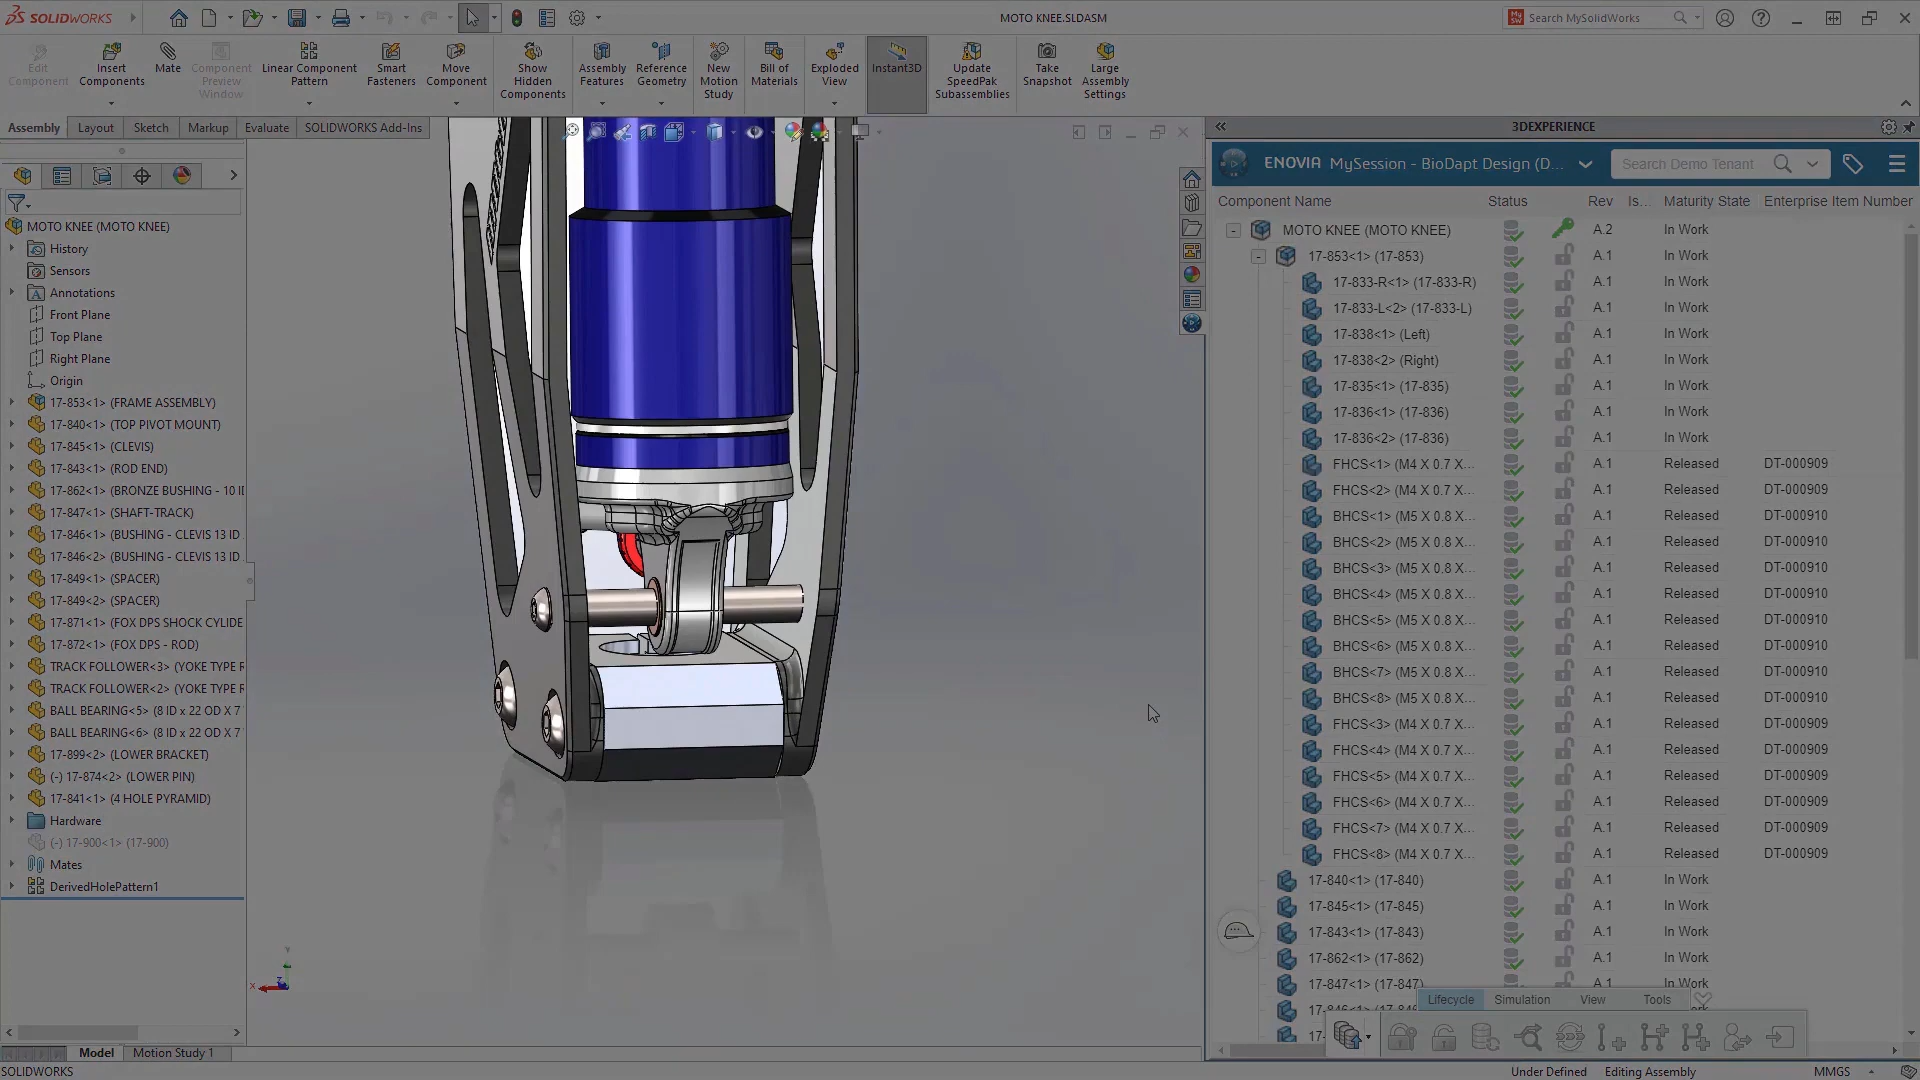 SOLIDWORKS
MOTO KNEE.SLDASM
Search MySolidWorks
Edit Component
Insert Components
Mate
Component Preview Window
Linear Component Pattern
Smart Fasteners
Move Component
Show Hidden Components
Assembly Features
Reference Geometry
New Motion Study
Bill of Materials
Exploded View
Instant3D
Update SpeedPak Subassemblies
Take Snapshot
Large Assembly Settings
Assembly
Layout
Sketch
Markup
Evaluate
SOLIDWORKS Add-Ins
MOTO KNEE (MOTO KNEE)
History
Sensors
Annotations
Front Plane
Top Plane
Right Plane
Origin
17-853<1> (FRAME ASSEMBLY)
17-840<1> (TOP PIVOT MOUNT)
17-845<1> (CLEVIS)
17-843<1> (ROD END)
17-862<1> (BRONZE BUSHING - 10 ID
17-847<1> (SHAFT-TRACK)
17-846<1> (BUSHING - CLEVIS 13 ID
17-846<2> (BUSHING - CLEVIS 13 ID
17-849<1> (SPACER)
17-849<2> (SPACER)
17-871<1> (FOX DPS SHOCK CYLIDE
17-872<1> (FOX DPS - ROD)
TRACK FOLLOWER<3> (YOKE TYPE R
TRACK FOLLOWER<2> (YOKE TYPE R
BALL BEARING<5> (8 ID x 22 OD X 7
BALL BEARING<6> (8 ID x 22 OD X 7
17-899<2> (LOWER BRACKET)
(-) 17-874<2> (LOWER PIN)
17-841<1> (4 HOLE PYRAMID)
Hardware
(-) 17-900<1> (17-900)
Mates
DerivedHolePattern1
Model
Motion Study 1
SOLIDWORKS
3DEXPERIENCE
ENOVIA MySession - BioDapt Design (D...
Search Demo Tenant
Component Name Status Rev Is... Maturity State Enterprise Item Number
MOTO KNEE (MOTO KNEE) A.2 In Work
17-853<1> (17-853) A.1 In Work
17-833-R<1> (17-833-R) A.1 In Work
17-833-L<2> (17-833-L) A.1 In Work
17-838<1> (Left) A.1 In Work
17-838<2> (Right) A.1 In Work
17-835<1> (17-835) A.1 In Work
17-836<1> (17-836) A.1 In Work
17-836<2> (17-836) A.1 In Work
FHCS<1> (M4 X 0.7 X... A.1 Released DT-000909
FHCS<2> (M4 X 0.7 X... A.1 Released DT-000909
BHCS<1> (M5 X 0.8 X... A.1 Released DT-000910
BHCS<2> (M5 X 0.8 X... A.1 Released DT-000910
BHCS<3> (M5 X 0.8 X... A.1 Released DT-000910
BHCS<4> (M5 X 0.8 X... A.1 Released DT-000910
BHCS<5> (M5 X 0.8 X... A.1 Released DT-000910
BHCS<6> (M5 X 0.8 X... A.1 Released DT-000910
BHCS<7> (M5 X 0.8 X... A.1 Released DT-000910
BHCS<8> (M5 X 0.8 X... A.1 Released DT-000910
FHCS<3> (M4 X 0.7 X... A.1 Released DT-000909
FHCS<4> (M4 X 0.7 X... A.1 Released DT-000909
FHCS<5> (M4 X 0.7 X... A.1 Released DT-000909
FHCS<6> (M4 X 0.7 X... A.1 Released DT-000909
FHCS<7> (M4 X 0.7 X... A.1 Released DT-000909
FHCS<8> (M4 X 0.7 X... A.1 Released DT-000909
17-840<1> (17-840) A.1 In Work
17-845<1> (17-845) A.1 In Work
17-843<1> (17-843) A.1 In Work
17-862<1> (17-862) A.1 In Work
17-847<1> (17-847) A.1 In Work
Lifecycle Simulation View Tools
Under Defined Editing Assembly MMGS